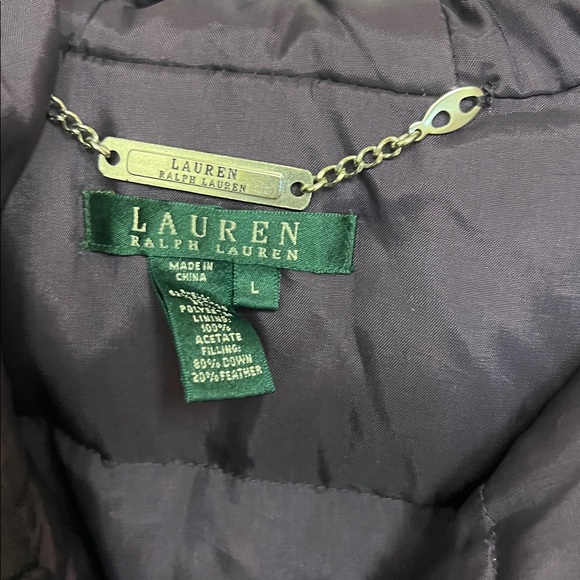 LAUREN
RALPH LAUREN
LAUREN
RALPH LAUREN
MADE IN
CHINA
L
LINING:
100%
ACETATE
FILLING:
80% DOWN
20% FEATHER